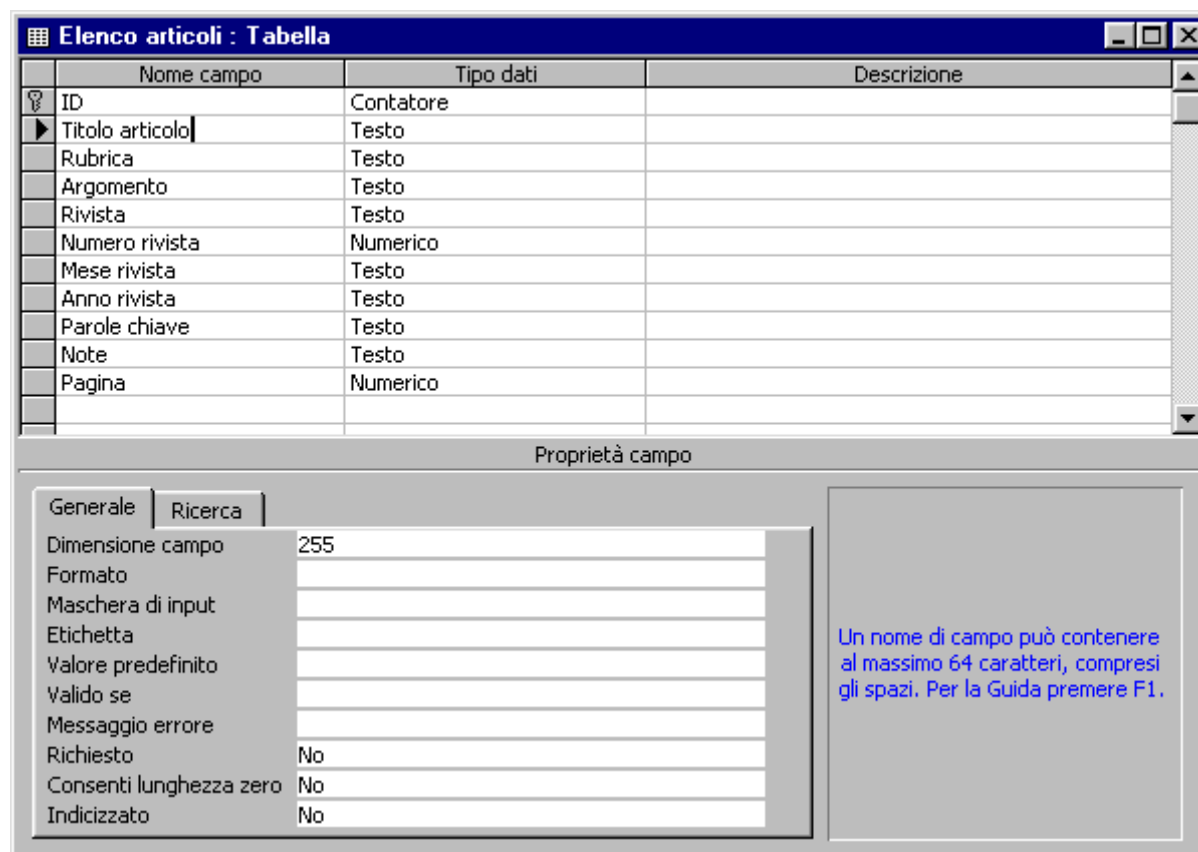 Elenco articoli : Tabella
Nome campo Tipo dati Descrizione
ID Contatore
Titolo articolo Testo
Rubrica Testo
Argomento Testo
Rivista Testo
Numero rivista Numerico
Mese rivista Testo
Anno rivista Testo
Parole chiave Testo
Note Testo
Pagina Numerico
Proprietà campo
Generale Ricerca
Dimensione campo 255
Formato
Maschera di input
Etichetta
Valore predefinito
Valido se
Messaggio errore
Richiesto No
Consenti lunghezza zero No
Indicizzato No
Un nome di campo può contenere
al massimo 64 caratteri, compresi
gli spazi. Per la Guida premere F1.